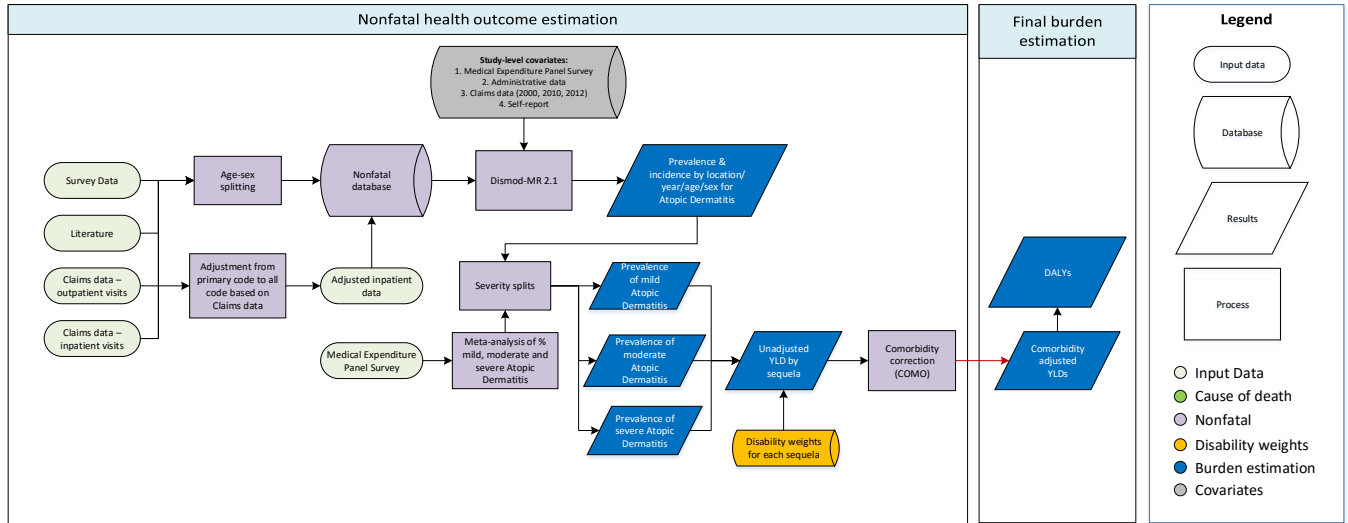 Nonfatal health outcome estimation
Final burden
estimation
Legend
Study-level covariates:
1. Medical Expenditure Panel Survey
2. Administrative data
3. Claims data (2000, 2010, 2012)
4. Self-report
Survey Data
Literature
Claims data –
outpatient visits
Claims data –
inpatient visits
Age-sex
splitting
Nonfatal
database
Dismod-MR 2.1
Prevalence &
incidence by location/
year/age/sex for
Atopic Dermatitis
Adjustment from
primary code to all
code based on
Claims data
Adjusted inpatient
data
Severity splits
Medical Expenditure
Panel Survey
Meta-analysis of %
mild, moderate and
severe Atopic
Dermatitis
Prevalence
of mild
Atopic
Dermatitis
Prevalence of
moderate Atopic
Dermatitis
Prevalence of
severe Atopic
Dermatitis
Unadjusted
YLD by
sequela
Disability weights
for each sequela
Comorbidity
correction
(COMO)
DALYs
Comorbidity
adjusted
YLDs
Input data
Database
Results
Process
Input Data
Cause of death
Nonfatal
Disability weights
Burden estimation
Covariates